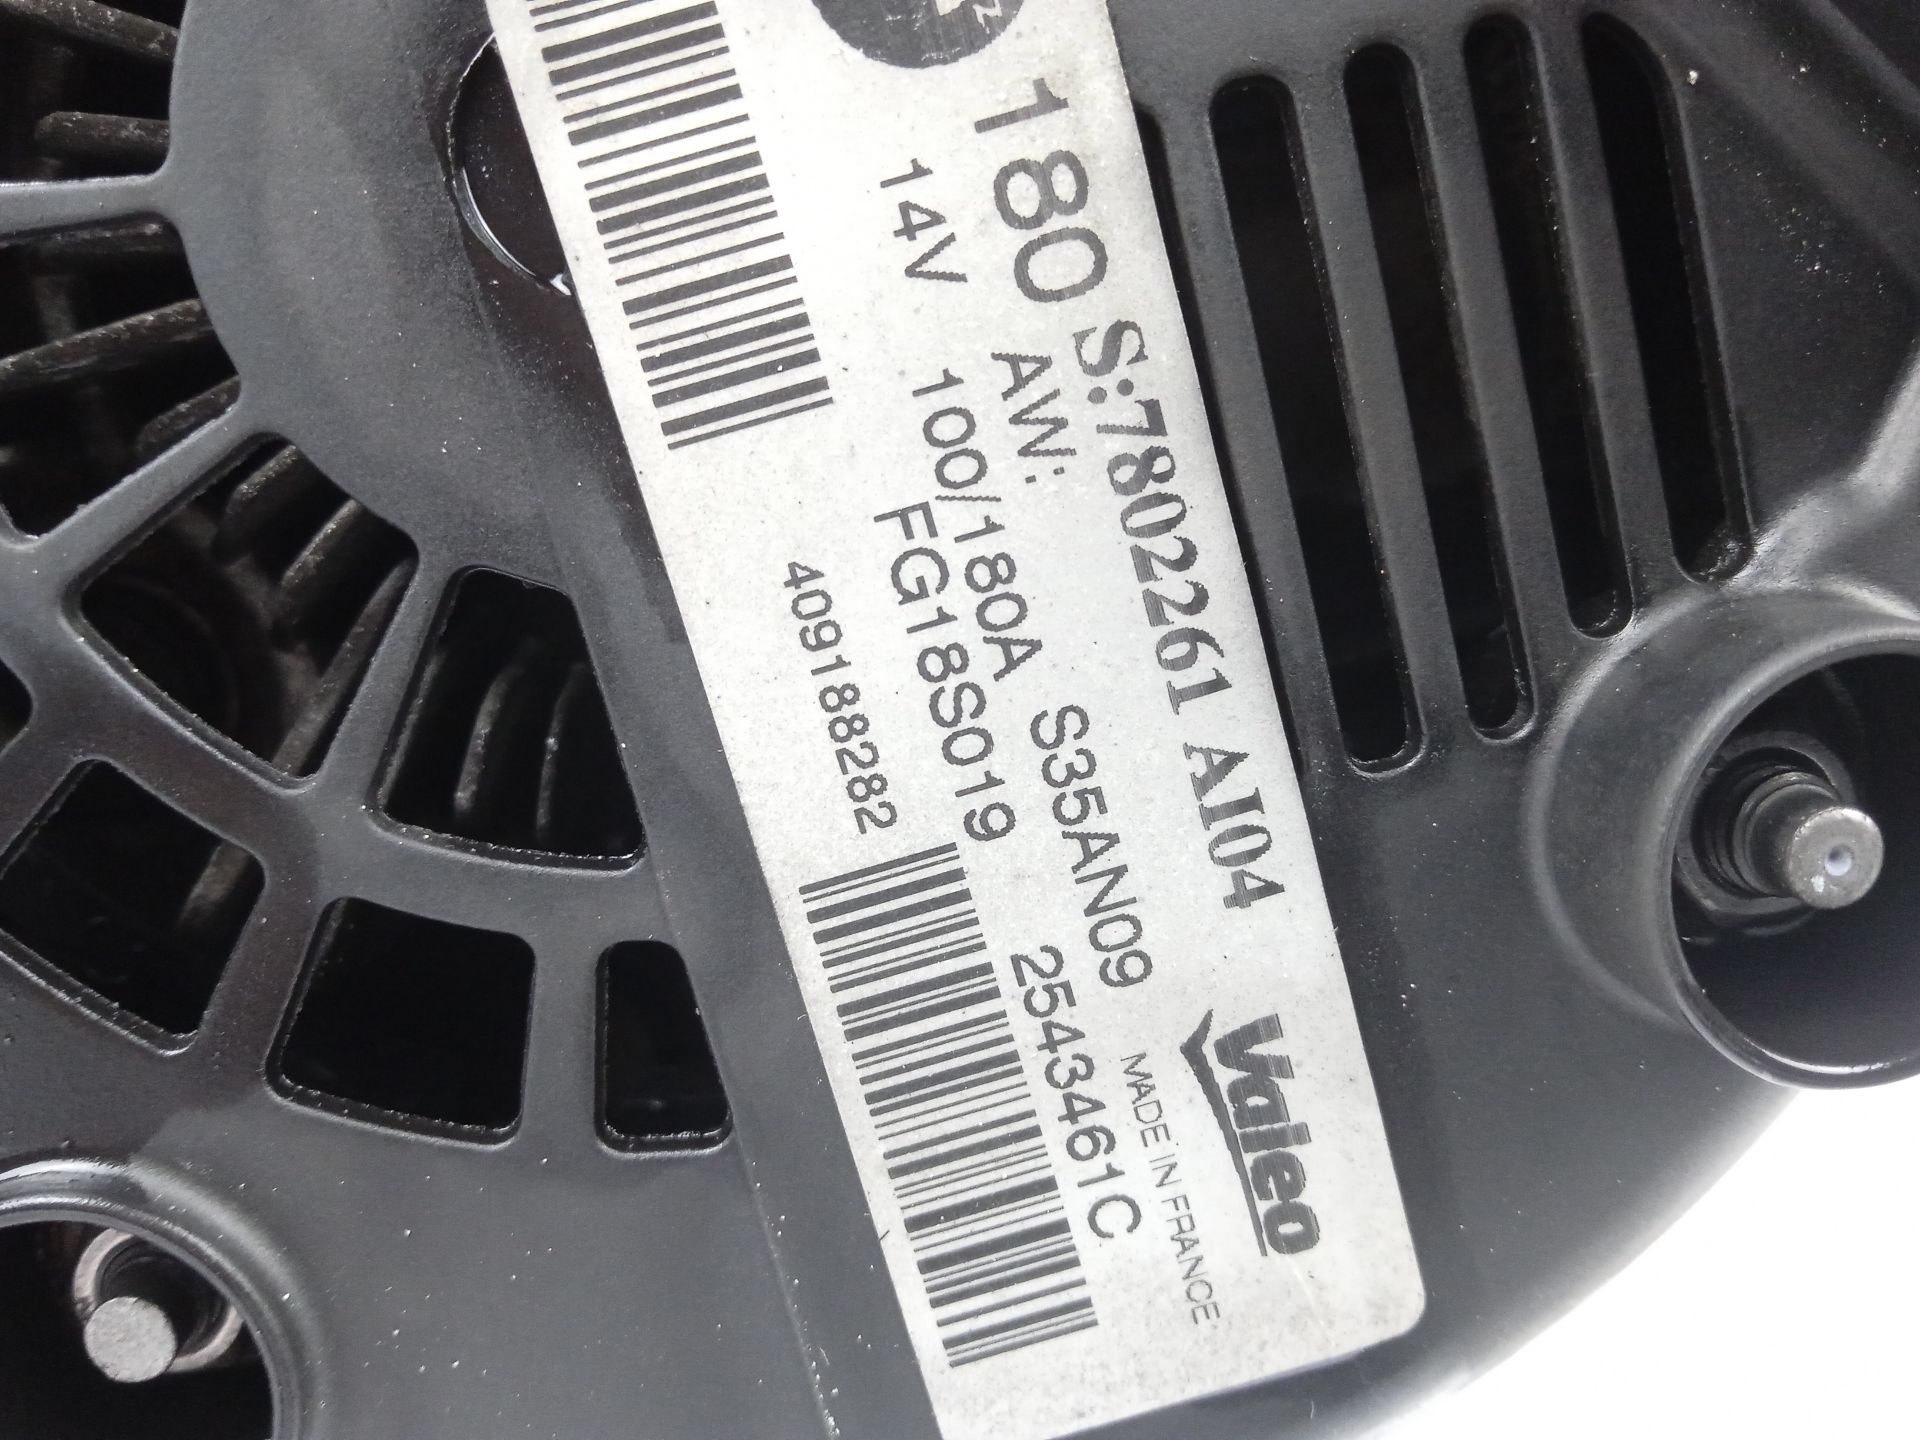 180 S:7802261 AI04
Valeo
AW:
14V 100/180A S35AN09
MADE IN FRANCE
FG18S019 2543461C
409188282